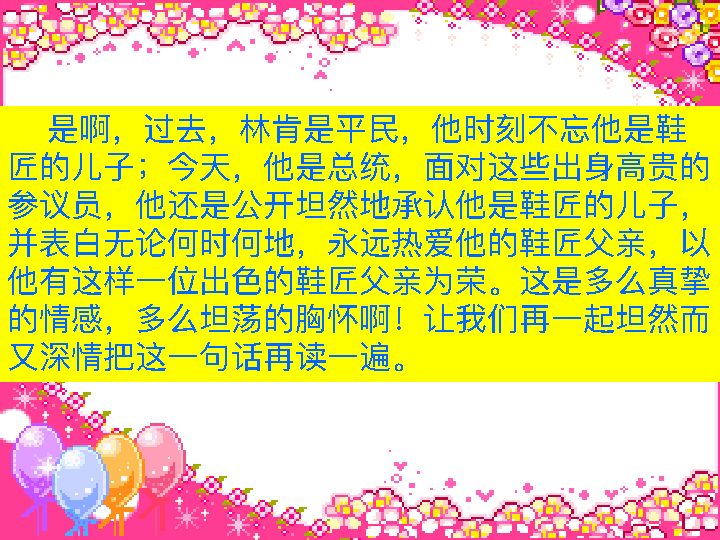 是啊，过去，林肯是平民，他时刻不忘他是鞋
匠的儿子；今天，他是总统，面对这些出身高贵的
参议员，他还是公开坦然地承认他是鞋匠的儿子，
并表白无论何时何地，永远热爱他的鞋匠父亲，以
他有这样一位出色的鞋匠父亲为荣。这是多么真挚
的情感，多么坦荡的胸怀啊！让我们再一起坦然而
又深情把这一句话再读一遍。